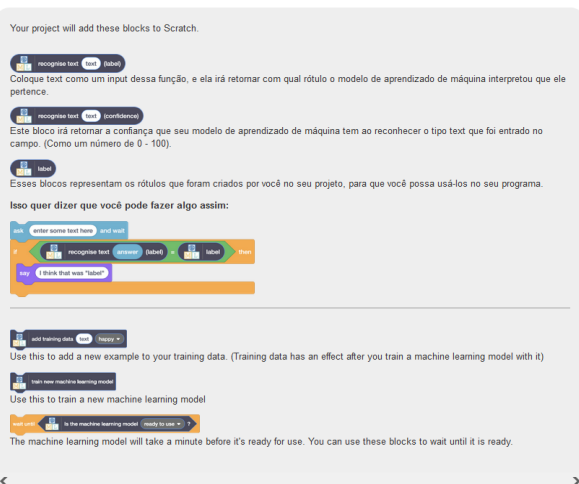 Your project will add these blocks to Scratch.
recognise text text (label)
Coloque text como um input dessa função, e ela irá retornar com qual rótulo o modelo de aprendizado de máquina interpretou que ele
pertence.
recognise text text (confidence)
Este bloco irá retornar a confiança que seu modelo de aprendizado de máquina tem ao reconhecer o tipo text que foi entrado no
campo. (Como um número de 0 - 100).
label
Esses blocos representam os rótulos que foram criados por você no seu projeto, para que você possa usá-los no seu programa.
Isso quer dizer que você pode fazer algo assim:
ask enter some text here and wait
if recognise text answer (label) = label then
say I think that was "label"
add training data text happy
Use this to add a new example to your training data. (Training data has an effect after you train a machine learning model with it)
train new machine learning model
Use this to train a new machine learning model
wait until Is the machine learning model ready to use ?
The machine learning model will take a minute before it's ready for use. You can use these blocks to wait until it is ready.